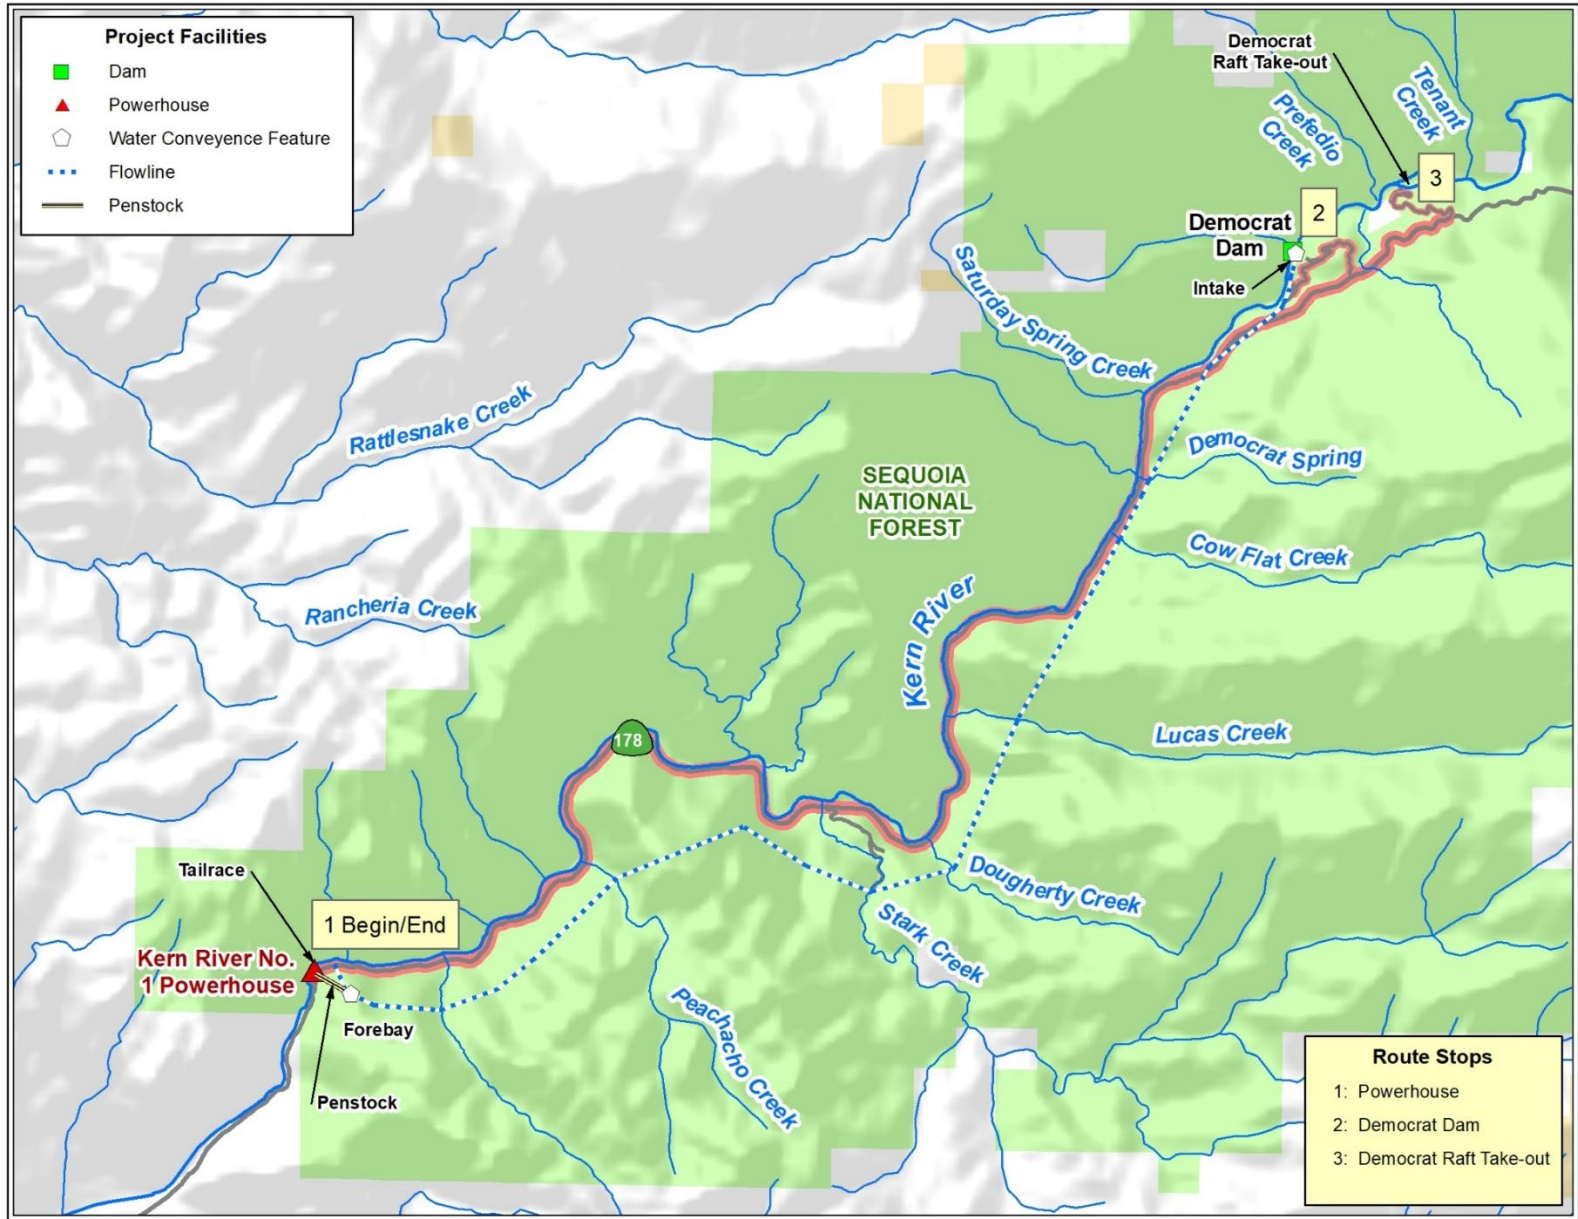 Project Facilities
Dam
Powerhouse
Water Conveyence Feature
Flowline
Penstock
Democrat
Raft Take-out
Tenant
Creek
Prefedio
Creek
3
2
Democrat
Dam
Intake
Saturday Spring Creek
Rattlesnake Creek
Democrat Spring
SEQUOIA
NATIONAL
FOREST
Cow Flat Creek
Rancheria Creek
Kern River
Lucas Creek
178
Tailrace
Dougherty Creek
1 Begin/End
Stark Creek
Kern River No.
1 Powerhouse
Forebay
Peachacho Creek
Penstock
Route Stops
1: Powerhouse
2: Democrat Dam
3: Democrat Raft Take-out